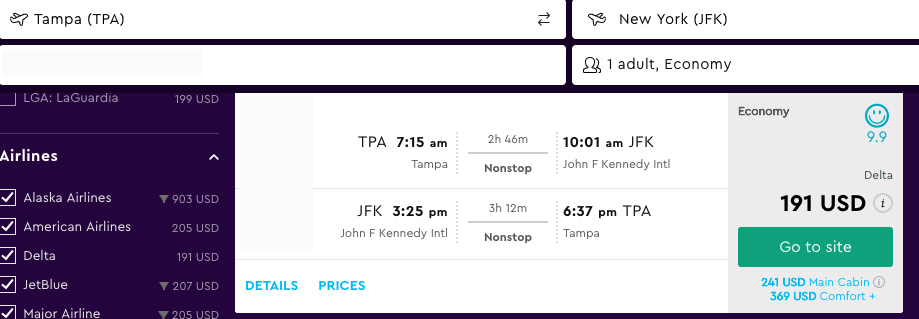 Tampa (TPA)
New York (JFK)
1 adult, Economy
LGA: LaGuardia 199 USD
Airlines
Alaska Airlines ▼ 903 USD
American Airlines 205 USD
Delta 191 USD
JetBlue ▼ 207 USD
Major Airline ▼ 205 USD
TPA 7:15 am 2h 46m 10:01 am JFK
Tampa Nonstop John F Kennedy Intl
JFK 3:25 pm 3h 12m 6:37 pm TPA
John F Kennedy Intl Nonstop Tampa
DETAILS PRICES
Economy
9.9
Delta
191 USD i
Go to site
241 USD Main Cabin i
369 USD Comfort +